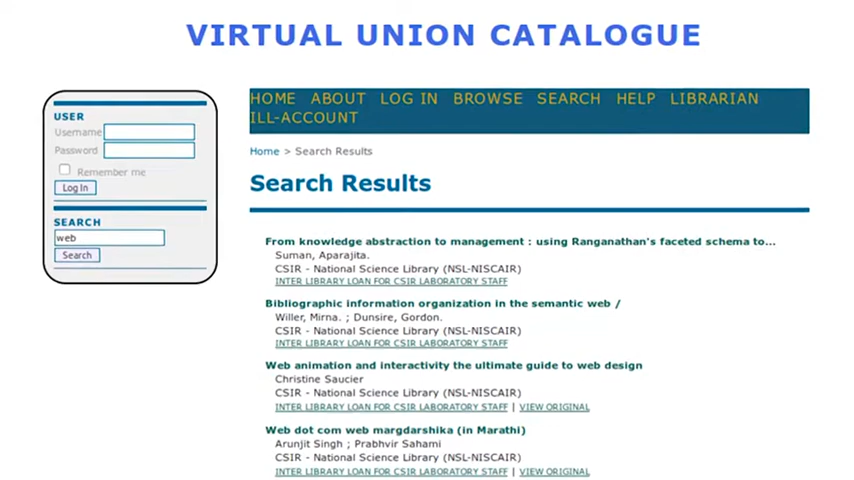 VIRTUAL UNION CATALOGUE
USER
Username
Password
Remember me
Log In
SEARCH
web
Search
HOME ABOUT LOG IN BROWSE SEARCH HELP LIBRARIAN
ILL-ACCOUNT
Home > Search Results
Search Results
From knowledge abstraction to management : using Ranganathan's faceted schema to...
Suman, Aparajita.
CSIR - National Science Library (NSL-NISCAIR)
INTER LIBRARY LOAN FOR CSIR LABORATORY STAFF
Bibliographic information organization in the semantic web /
Willer, Mirna. ; Dunsire, Gordon.
CSIR - National Science Library (NSL-NISCAIR)
INTER LIBRARY LOAN FOR CSIR LABORATORY STAFF
Web animation and interactivity the ultimate guide to web design
Christine Saucier
CSIR - National Science Library (NSL-NISCAIR)
INTER LIBRARY LOAN FOR CSIR LABORATORY STAFF | VIEW ORIGINAL
Web dot com web margdarshika (in Marathi)
Arunjit Singh ; Prabhvir Sahami
CSIR - National Science Library (NSL-NISCAIR)
INTER LIBRARY LOAN FOR CSIR LABORATORY STAFF | VIEW ORIGINAL